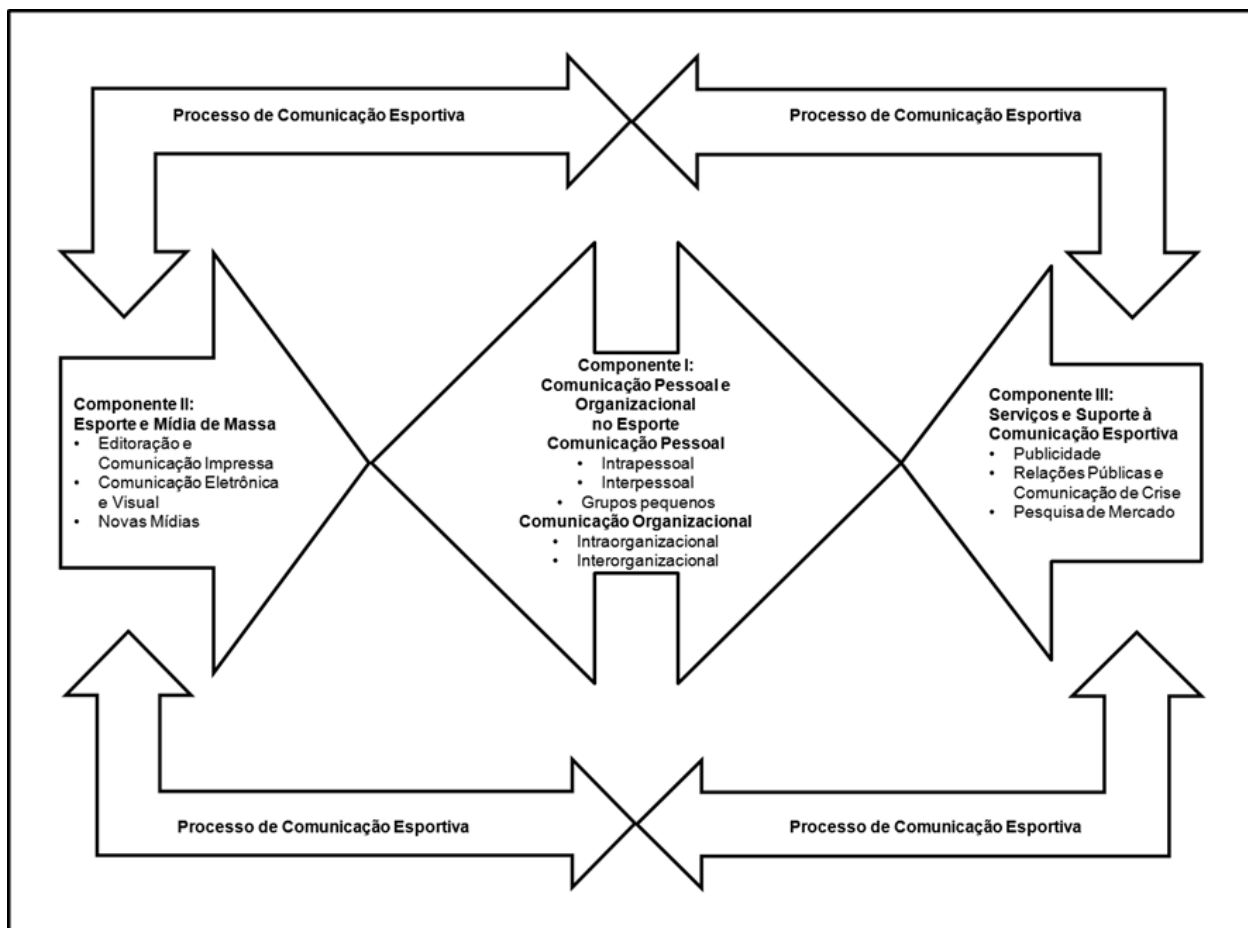 Processo de Comunicação Esportiva
Processo de Comunicação Esportiva
Componente II:
Esporte e Mídia de Massa
• Editoração e
Comunicação Impressa
• Comunicação Eletrônica
e Visual
• Novas Mídias
Componente I:
Comunicação Pessoal e
Organizacional
no Esporte
Comunicação Pessoal
• Intrapessoal
• Interpessoal
• Grupos pequenos
Comunicação Organizacional
• Intraorganizacional
• Interorganizacional
Componente III:
Serviços e Suporte à
Comunicação Esportiva
• Publicidade
• Relações Públicas e
Comunicação de Crise
• Pesquisa de Mercado
Processo de Comunicação Esportiva
Processo de Comunicação Esportiva